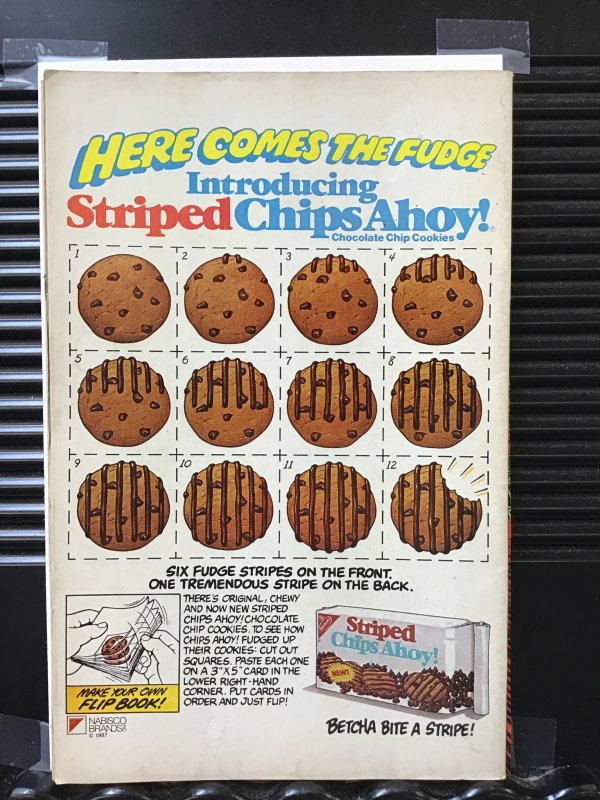 HERE COMES THE FUDGE
Introducing
Striped Chips Ahoy!®
Chocolate Chip Cookies
1 2 3 4
5 6 7 8
9 10 11 12
SIX FUDGE STRIPES ON THE FRONT.
ONE TREMENDOUS STRIPE ON THE BACK.
THERE'S ORIGINAL, CHEWY
AND NOW NEW STRIPED
CHIPS AHOY! CHOCOLATE
CHIP COOKIES. TO SEE HOW
CHIPS AHOY! FUDGED UP
THEIR COOKIES: CUT OUT
SQUARES. PASTE EACH ONE
ON A 3"X5" CARD IN THE
LOWER RIGHT-HAND
CORNER. PUT CARDS IN
ORDER AND JUST FLIP!
MAKE YOUR OWN
FLIP BOOK!
NABISCO
BRANDS
© 1987
Striped
Chips Ahoy!
NEW!
BETCHA BITE A STRIPE!